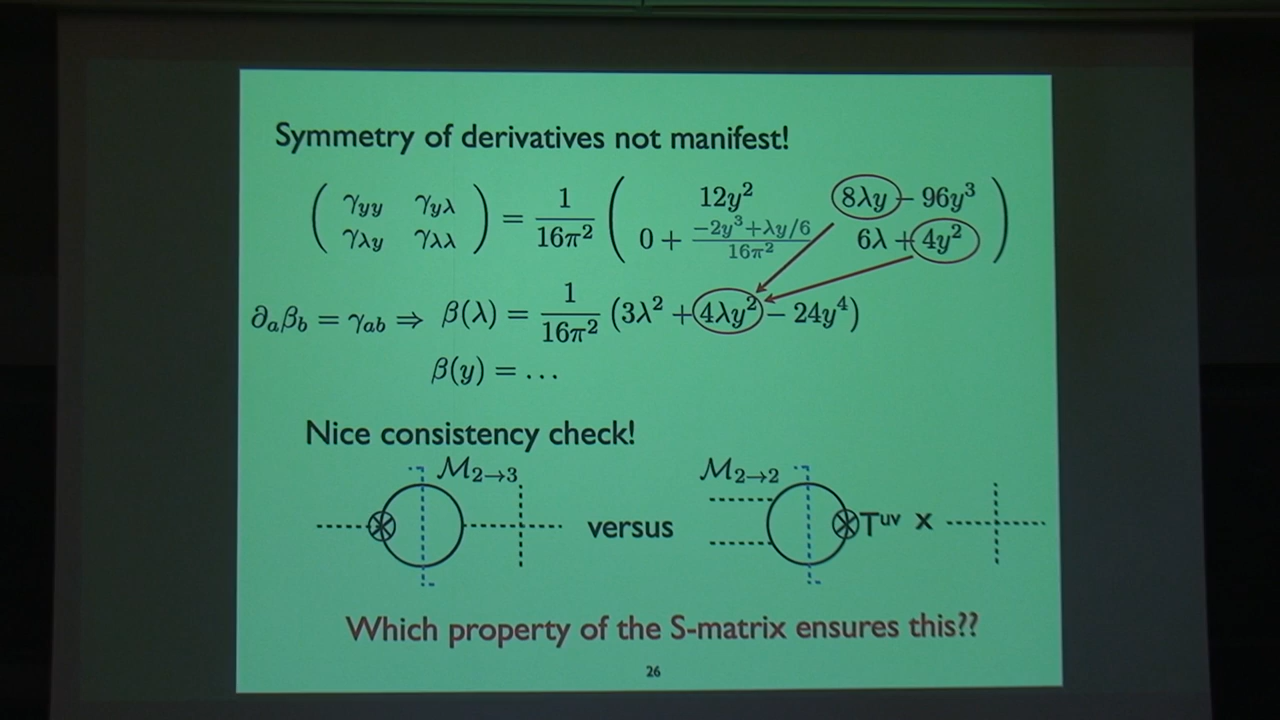 Symmetry of derivatives not manifest!
( γ_yy γ_yλ ; γ_λy γ_λλ ) = 1/16π² ( 12y² 8λy − 96y³ ; 0 + (−2y³+λy/6)/16π² 6λ + 4y² )
∂_aβ_b = γ_ab ⇒ β(λ) = 1/16π² (3λ² + 4λy² − 24y⁴)
β(y) = …
Nice consistency check!
ℳ_2→3 ℳ_2→2
versus T^uv x
Which property of the S-matrix ensures this??
26